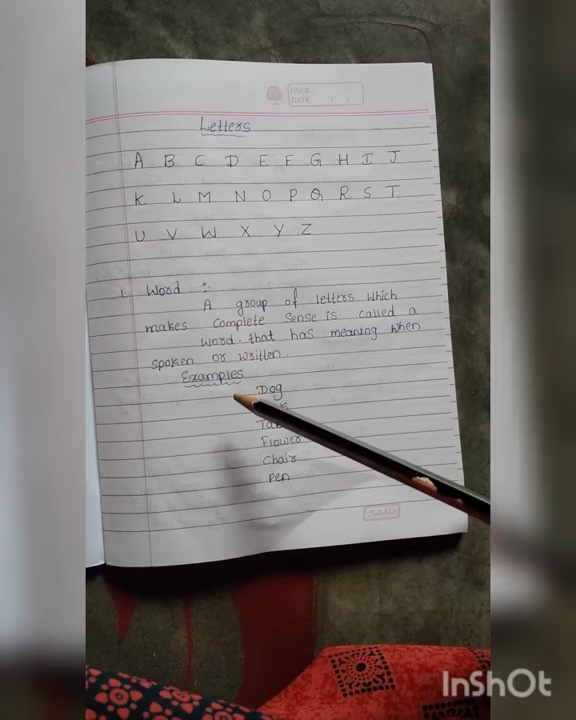 PAGE
DATE / /
Letters
A B C D E F G H I J
K L M N O P Q R S T
U V W X Y Z
1. Word :-
A group of letters which
makes complete sense is called a
word. that has meaning when
spoken or written.
Examples
Dog
Flower
Chair
Pen
InShOt